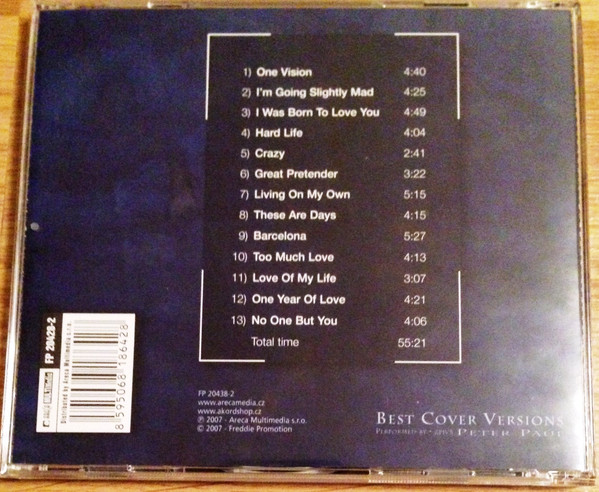 1) One Vision 4:40
2) I'm Going Slightly Mad 4:25
3) I Was Born To Love You 4:49
4) Hard Life 4:04
5) Crazy 2:41
6) Great Pretender 3:22
7) Living On My Own 5:15
8) These Are Days 4:15
9) Barcelona 5:27
10) Too Much Love 4:13
11) Love Of My Life 3:07
12) One Year Of Love 4:21
13) No One But You 4:06
Total time 55:21
FP 20428-2
Distributed by Areca Multimedia s.r.o.
8 595068 186428
FP 20438-2
www.arecamedia.cz
www.akordshop.cz
℗ 2007 - Areca Multimedia s.r.o.
© 2007 - Freddie Promotion
BEST COVER VERSIONS
PERFORMED BY PETER PAUL